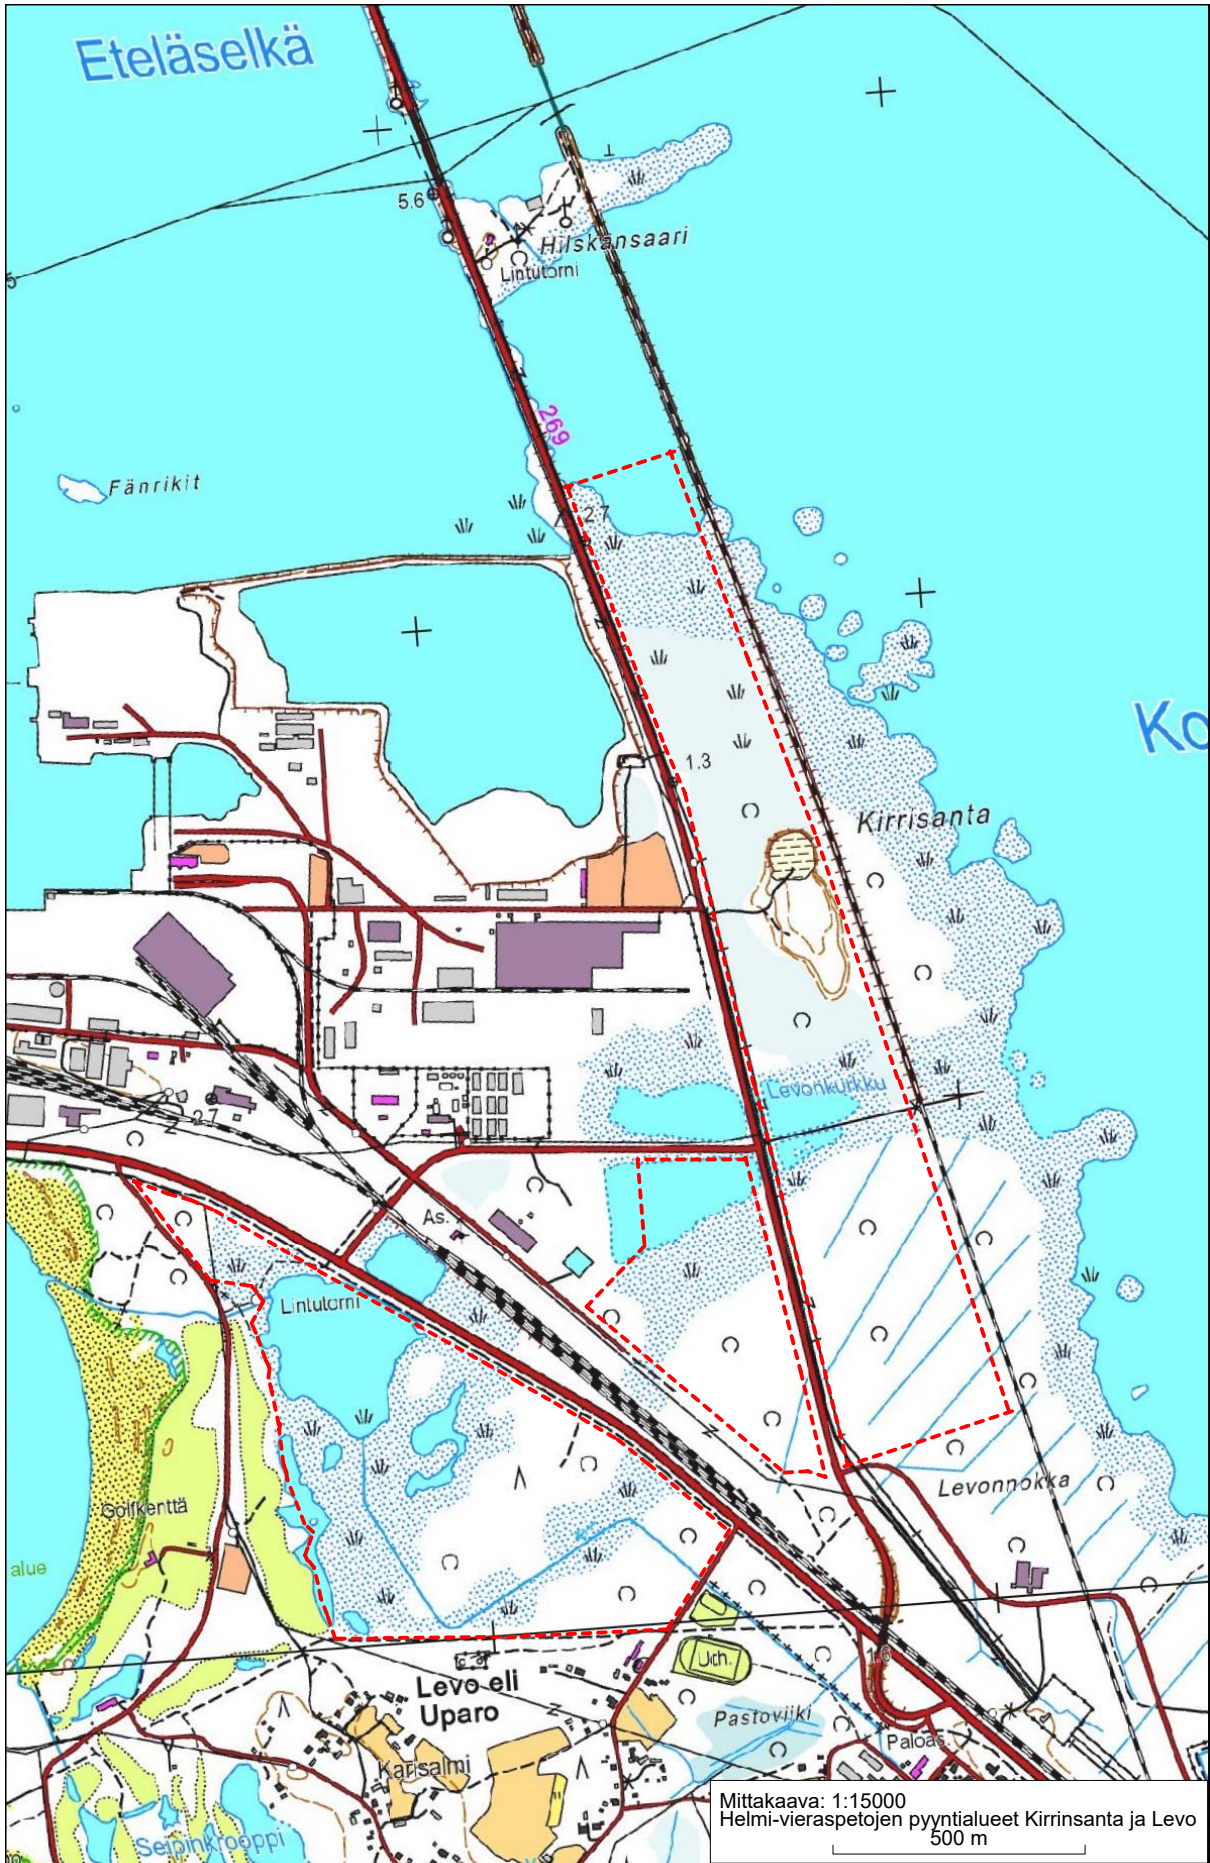 Eteläselkä
5.6
Hilskänsaari
Lintutorni
269
Fänrikit
2.7
Ko
1.3
Kirrisanta
Levonkurkku
2.7
As.
Lintutorni
Levonnokka
Golfkenttä
alue
1.6
Urh.
Levo eli
Uparo
Pastoviiki
Paloas.
Karisalmi
Seipinkrooppi
Mittakaava: 1:15000
Helmi-vieraspetojen pyyntialueet Kirrinsanta ja Levo
500 m